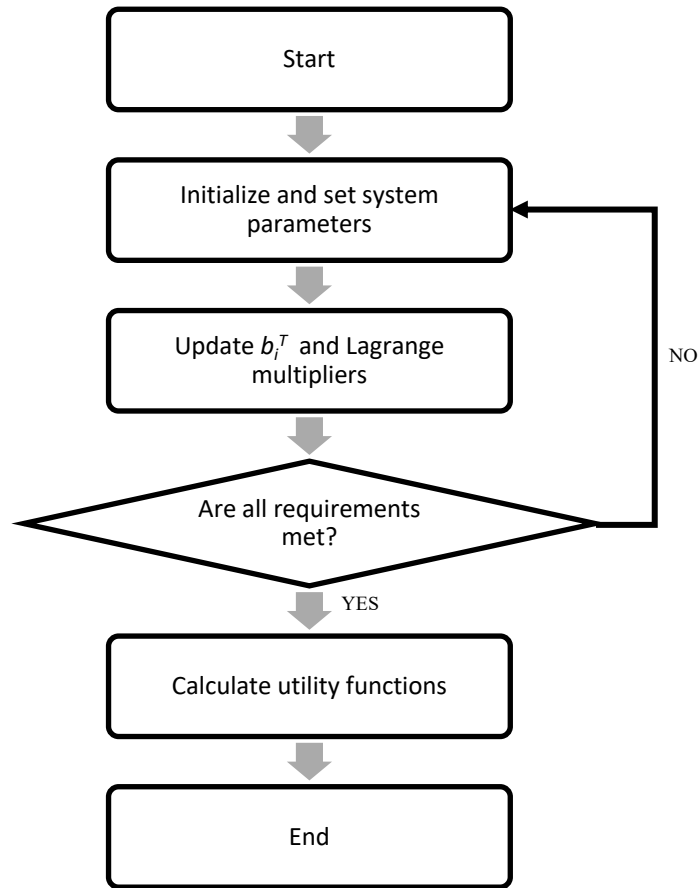 Start
Initialize and set system
parameters
Update bᵢᵀ and Lagrange
multipliers
NO
Are all requirements
met?
YES
Calculate utility functions
End